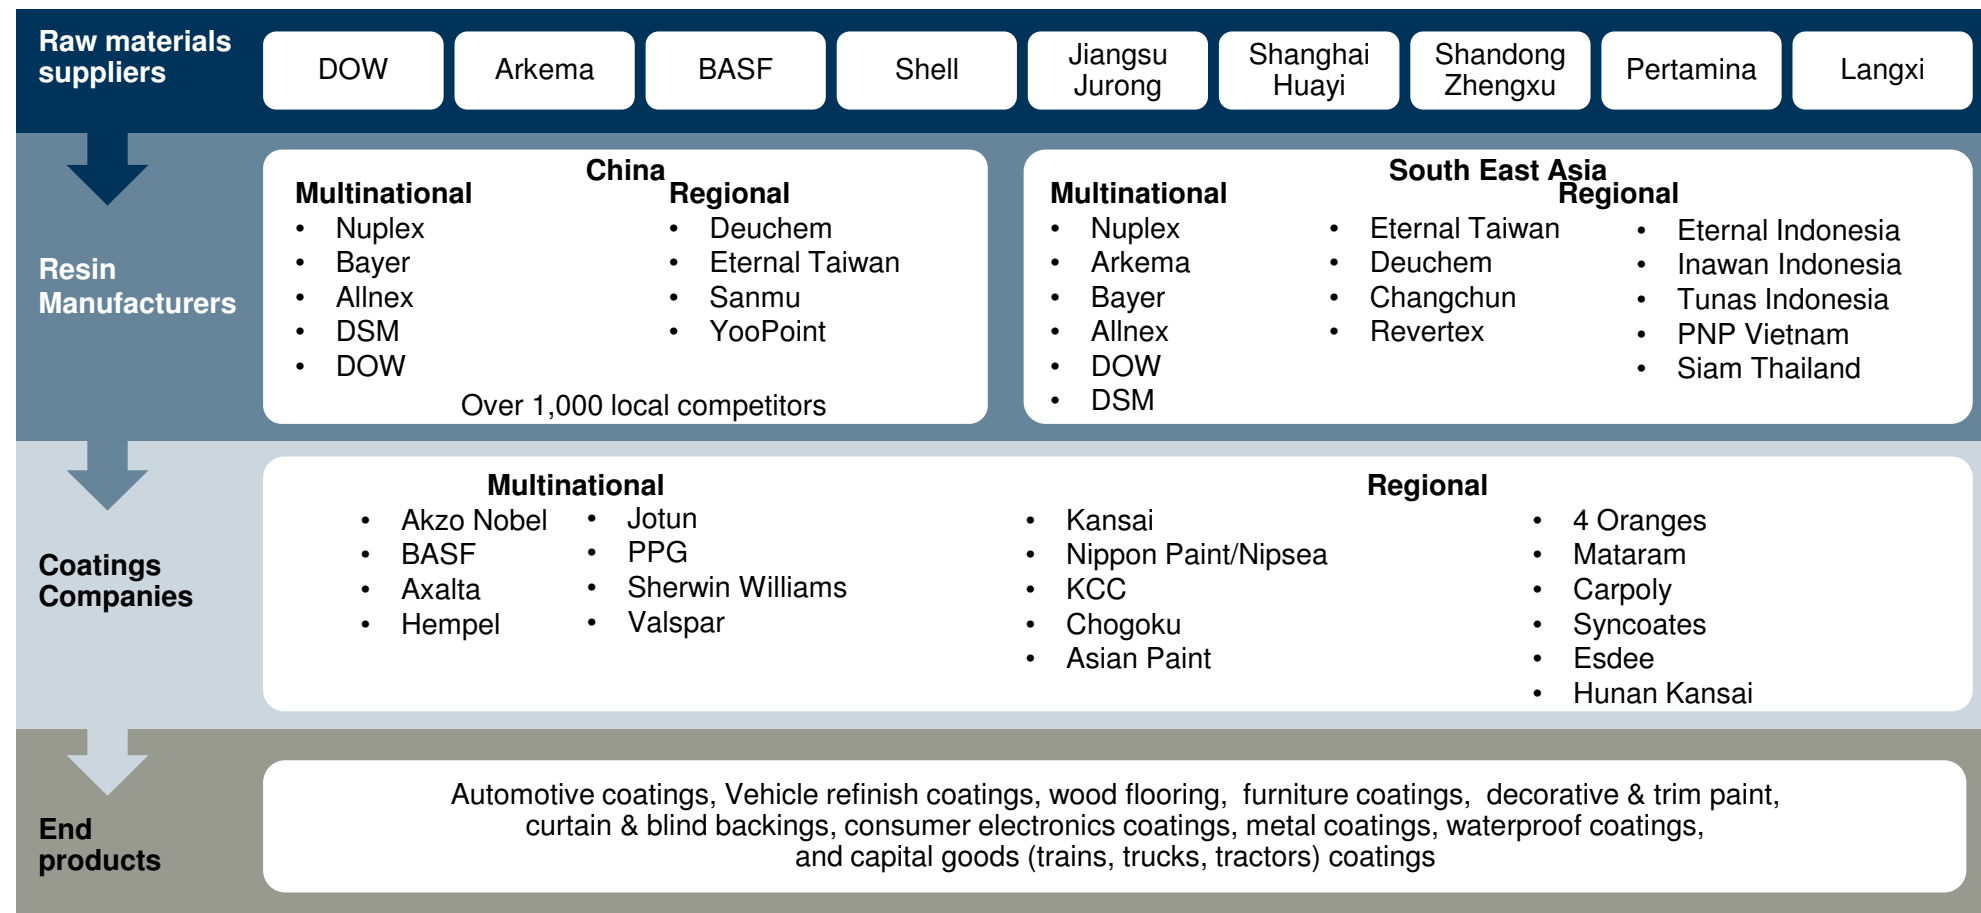 Raw materials
suppliers
DOW
Arkema
BASF
Shell
Jiangsu
Jurong
Shanghai
Huayi
Shandong
Zhengxu
Pertamina
Langxi
Resin
Manufacturers
China
Multinational
• Nuplex
• Bayer
• Allnex
• DSM
• DOW
Regional
• Deuchem
• Eternal Taiwan
• Sanmu
• YooPoint
Over 1,000 local competitors
South East Asia
Multinational
• Nuplex
• Arkema
• Bayer
• Allnex
• DOW
• DSM
Regional
• Eternal Taiwan
• Deuchem
• Changchun
• Revertex
• Eternal Indonesia
• Inawan Indonesia
• Tunas Indonesia
• PNP Vietnam
• Siam Thailand
Coatings
Companies
Multinational
• Akzo Nobel
• BASF
• Axalta
• Hempel
• Jotun
• PPG
• Sherwin Williams
• Valspar
Regional
• Kansai
• Nippon Paint/Nipsea
• KCC
• Chogoku
• Asian Paint
• 4 Oranges
• Mataram
• Carpoly
• Syncoates
• Esdee
• Hunan Kansai
End
products
Automotive coatings, Vehicle refinish coatings, wood flooring, furniture coatings, decorative & trim paint,
curtain & blind backings, consumer electronics coatings, metal coatings, waterproof coatings,
and capital goods (trains, trucks, tractors) coatings